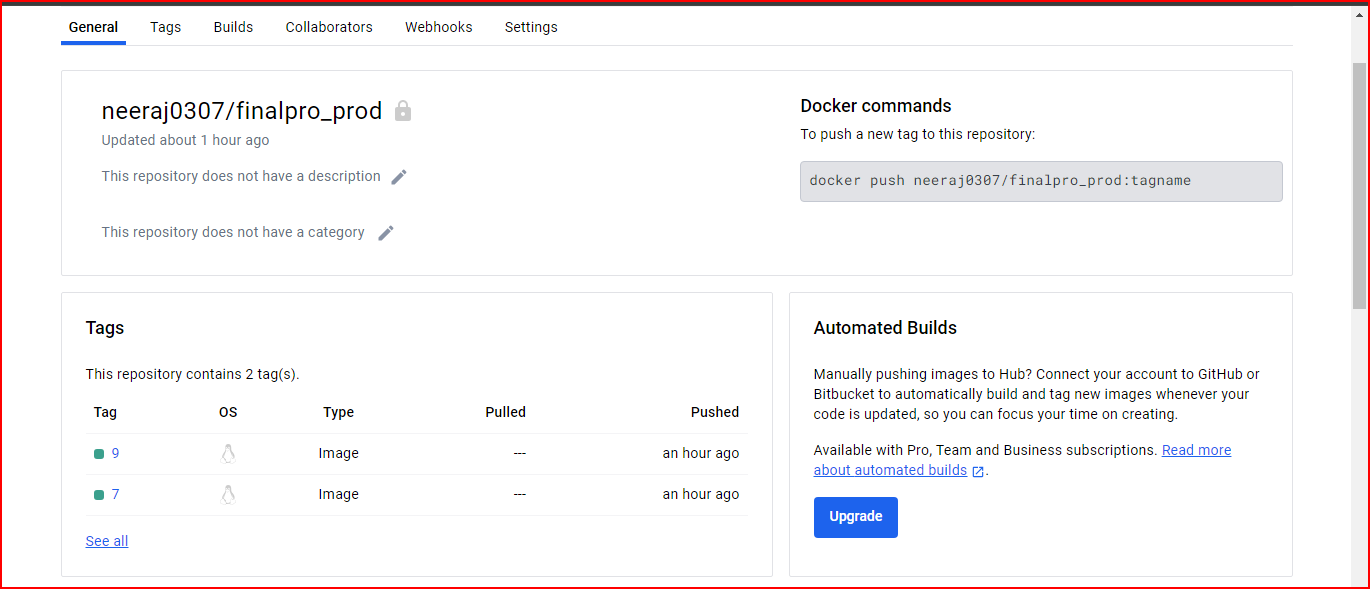 General Tags Builds Collaborators Webhooks Settings
neeraj0307/finalpro_prod
Updated about 1 hour ago
This repository does not have a description
This repository does not have a category
Docker commands
To push a new tag to this repository:
docker push neeraj0307/finalpro_prod:tagname
Tags
This repository contains 2 tag(s).
Tag OS Type Pulled Pushed
9 Image --- an hour ago
7 Image --- an hour ago
See all
Automated Builds
Manually pushing images to Hub? Connect your account to GitHub or
Bitbucket to automatically build and tag new images whenever your
code is updated, so you can focus your time on creating.
Available with Pro, Team and Business subscriptions. Read more
about automated builds .
Upgrade